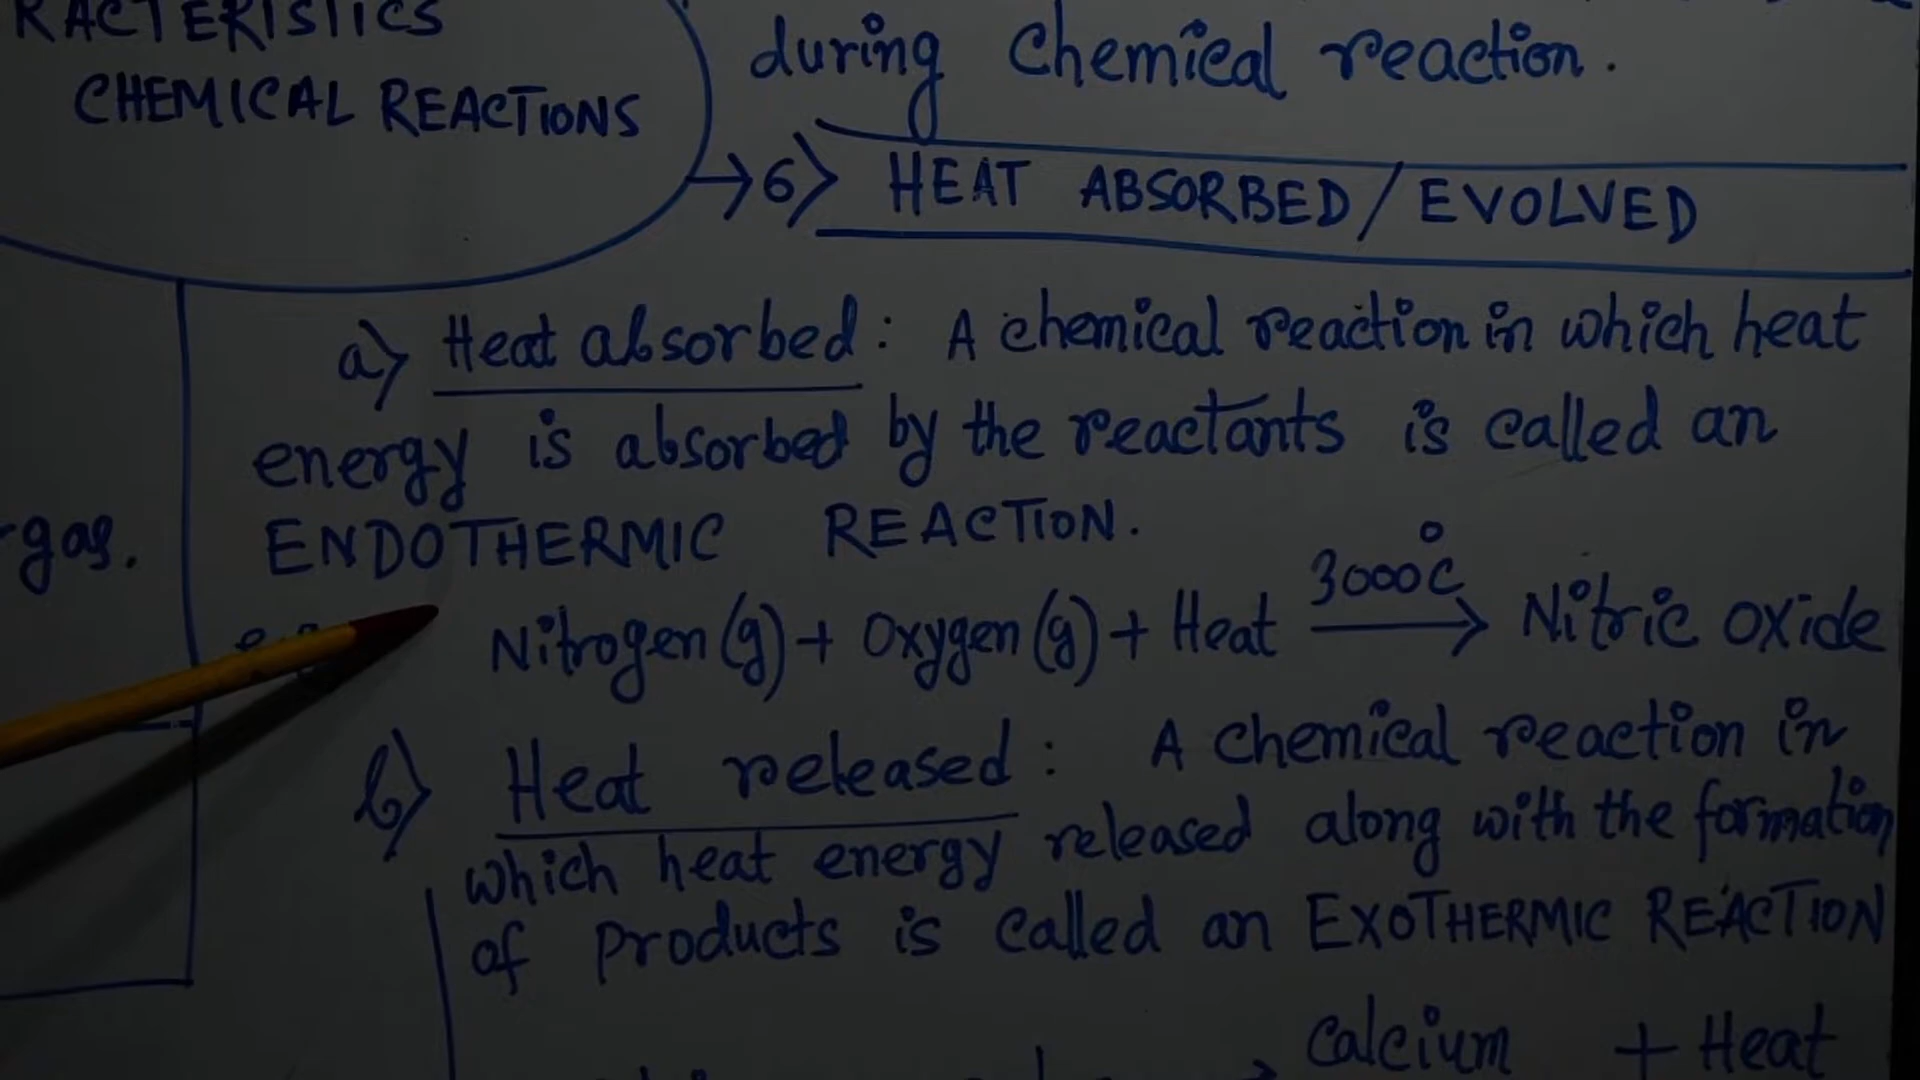 RACTERISTICS
CHEMICAL REACTIONS
gas.
during chemical reaction.
→6) HEAT ABSORBED/EVOLVED
a) Heat absorbed: A chemical reaction in which heat
energy is absorbed by the reactants is called an
ENDOTHERMIC REACTION.
Nitrogen (g) + Oxygen (g) + Heat 3000°C → Nitric oxide
b) Heat released: A chemical reaction in
which heat energy released along with the formation
of products is called an EXOTHERMIC REACTION
→ Calcium + Heat